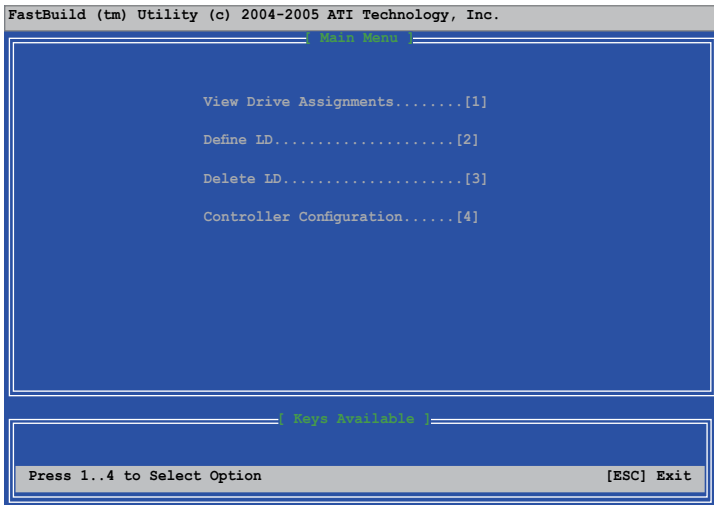 FastBuild (tm) Utility (c) 2004-2005 ATI Technology, Inc.
[ Main Menu ]
View Drive Assignments........[1]
Define LD.....................[2]
Delete LD.....................[3]
Controller Configuration......[4]
[ Keys Available ]
Press 1..4 to Select Option [ESC] Exit